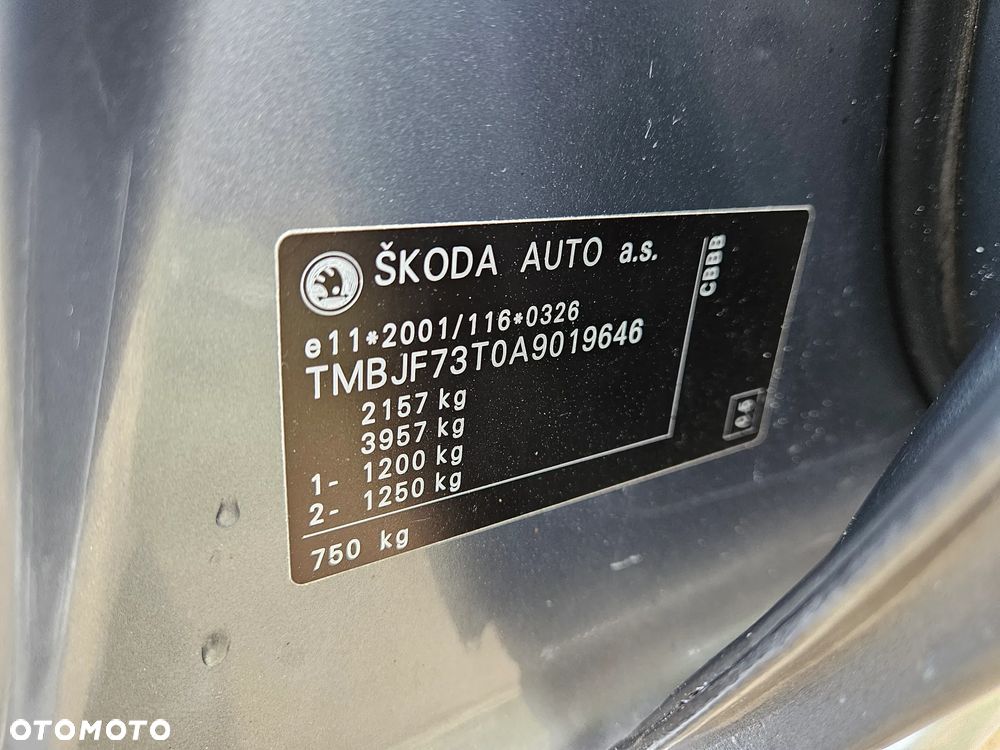 ŠKODA AUTO a.s.
CBBB
e11*2001/116*0326
TMBJF73T0A9019646
2157 kg
3957 kg
1- 1200 kg
2- 1250 kg
750 kg
OTOMOTO